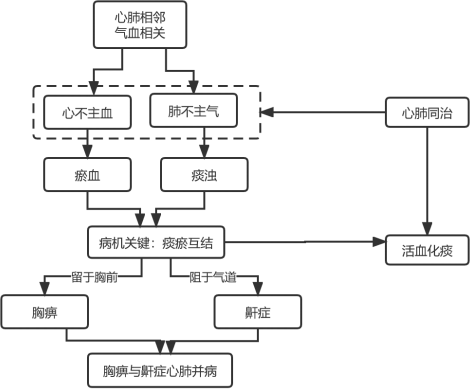 心肺相邻
气血相关
心不主血
肺不主气
心肺同治
瘀血
痰浊
病机关键：痰瘀互结
活血化痰
留于胸前
阻于气道
胸痹
鼾症
胸痹与鼾症心肺并病